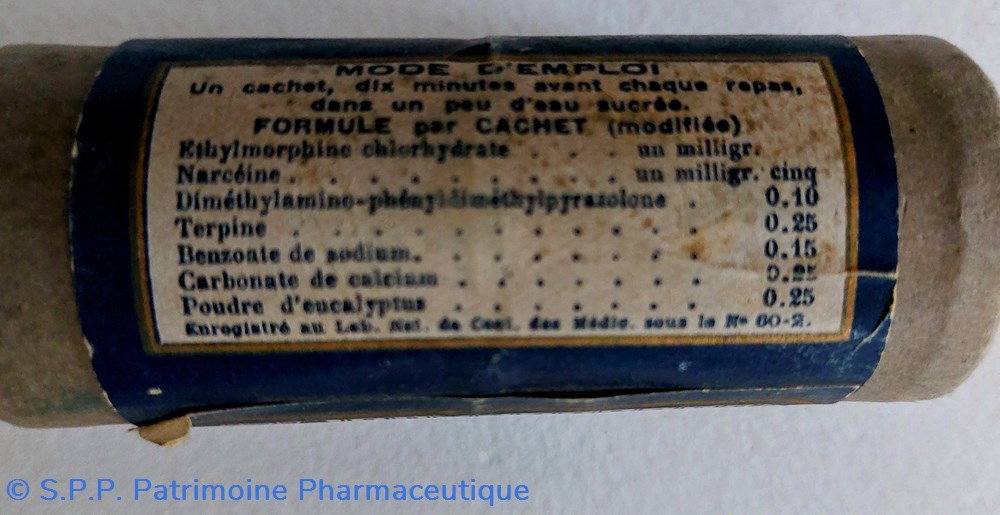 MODE D'EMPLOI
Un cachet, dix minutes avant chaque repas,
dans un peu d'eau sucrée.
FORMULE par CACHET (modifiée)
Ethylmorphine chlorhydrate . . . un milligr.
Narcéine . . . . . . . . . un milligr. cinq
Diméthylamino-phényldiméthylpyrazolone . 0.10
Terpine . . . . . . . . . . 0.25
Benzoate de sodium. . . . . . . 0.15
Carbonate de calcium . . . . . . 0.25
Poudre d'eucalyptus . . . . . . . 0.25
Enregistré au Lab. Nat. de Cont. des Médic. sous le No 60-2.
© S.P.P. Patrimoine Pharmaceutique